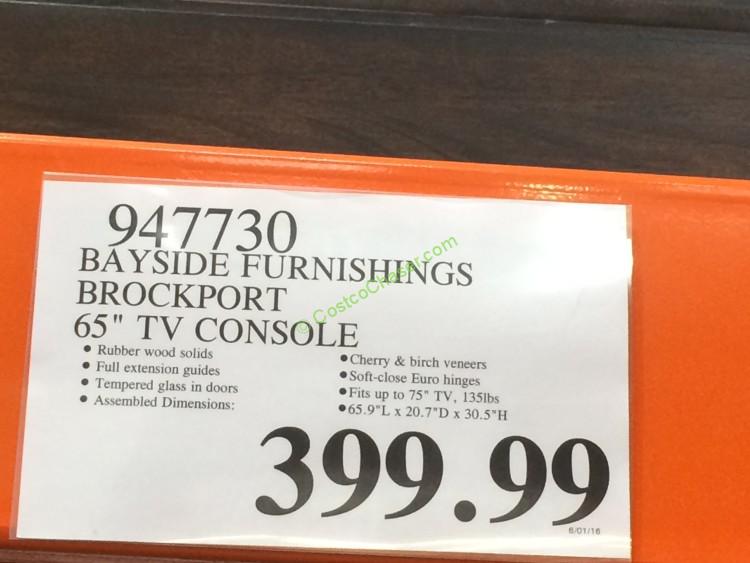 947730
BAYSIDE FURNISHINGS
BROCKPORT
65" TV CONSOLE
• Rubber wood solids
• Full extension guides
• Tempered glass in doors
• Assembled Dimensions:
• Cherry & birch veneers
• Soft-close Euro hinges
• Fits up to 75" TV, 135lbs
• 65.9"L x 20.7"D x 30.5"H
399.99
6/01/16
© CostcoChaser.com